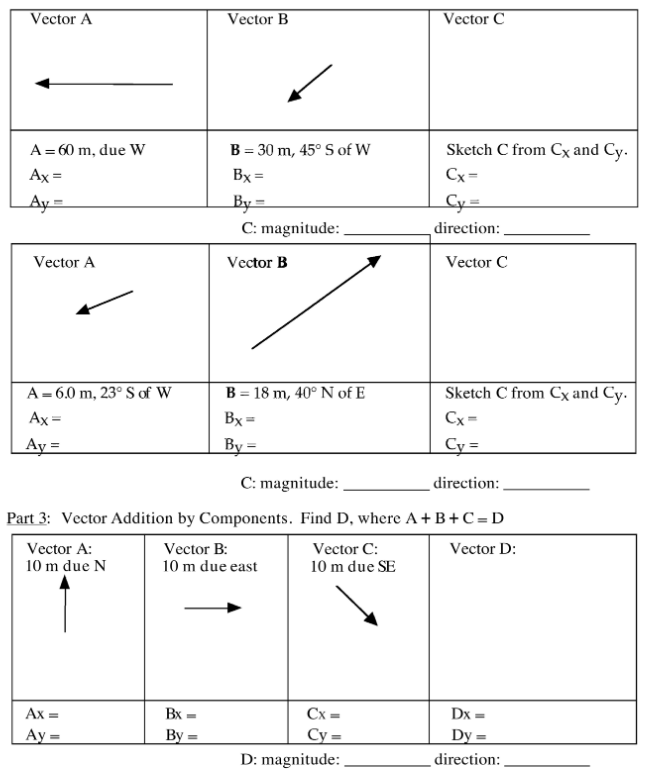 Vector A Vector B Vector C
A = 60 m, due W B = 30 m, 45° S of W Sketch C from Cx and Cy.
Ax = Bx = Cx =
Ay = By = Cy =
C: magnitude: __________ direction: __________
Vector A Vector B Vector C
A = 6.0 m, 23° S of W B = 18 m, 40° N of E Sketch C from Cx and Cy.
Ax = Bx = Cx =
Ay = By = Cy =
C: magnitude: __________ direction: __________
Part 3: Vector Addition by Components. Find D, where A + B + C = D
Vector A: Vector B: Vector C: Vector D:
10 m due N 10 m due east 10 m due SE
Ax = Bx = Cx = Dx =
Ay = By = Cy = Dy =
D: magnitude: __________ direction: __________